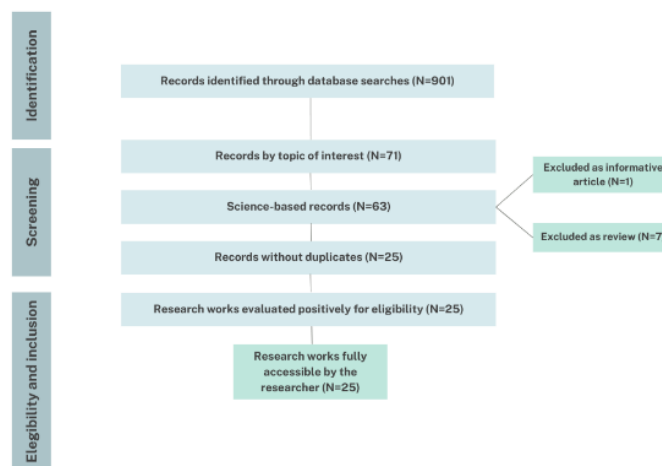 Identification
Records identified through database searches (N=901)
Screening
Records by topic of interest (N=71)
Excluded as informative
article (N=1)
Science-based records (N=63)
Excluded as review (N=7
Records without duplicates (N=25)
Elegibility and inclusion
Research works evaluated positively for eligibility (N=25)
Research works fully
accessible by the
researcher (N=25)